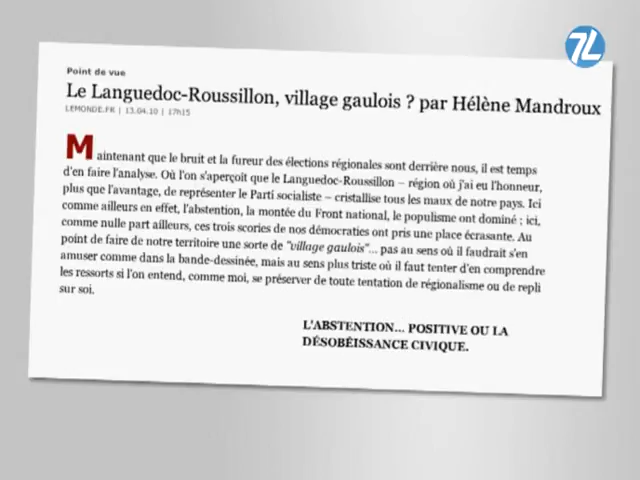 7L
Point de vue
Le Languedoc-Roussillon, village gaulois ? par Hélène Mandroux
LEMONDE.FR | 13.04.10 | 17h15
Maintenant que le bruit et la fureur des élections régionales sont derrière nous, il est temps
d'en faire l'analyse. Où l'on s'aperçoit que le Languedoc-Roussillon – région où j'ai eu l'honneur,
plus que l'avantage, de représenter le Parti socialiste – cristallise tous les maux de notre pays. Ici
comme ailleurs en effet, l'abstention, la montée du Front national, le populisme ont dominé ; ici,
comme nulle part ailleurs, ces trois scories de nos démocraties ont pris une place écrasante. Au
point de faire de notre territoire une sorte de "village gaulois"... pas au sens où il faudrait s'en
amuser comme dans la bande-dessinée, mais au sens plus triste où il faut tenter d'en comprendre
les ressorts si l'on entend, comme moi, se préserver de toute tentation de régionalisme ou de repli
sur soi.
L'ABSTENTION... POSITIVE OU LA
DÉSOBÉISSANCE CIVIQUE.